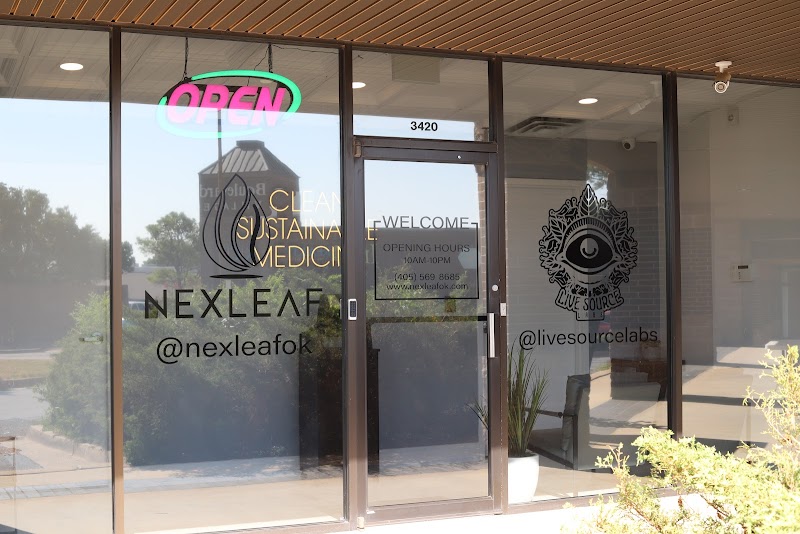 OPEN
3420
CLEAN
SUSTAINABLE
MEDICINE
NEXLEAF
@nexleafok
WELCOME
OPENING HOURS
10AM-10PM
(405) 569-8685
www.nexleafok.com
LIVE SOURCE
LABS
@livesourcelabs